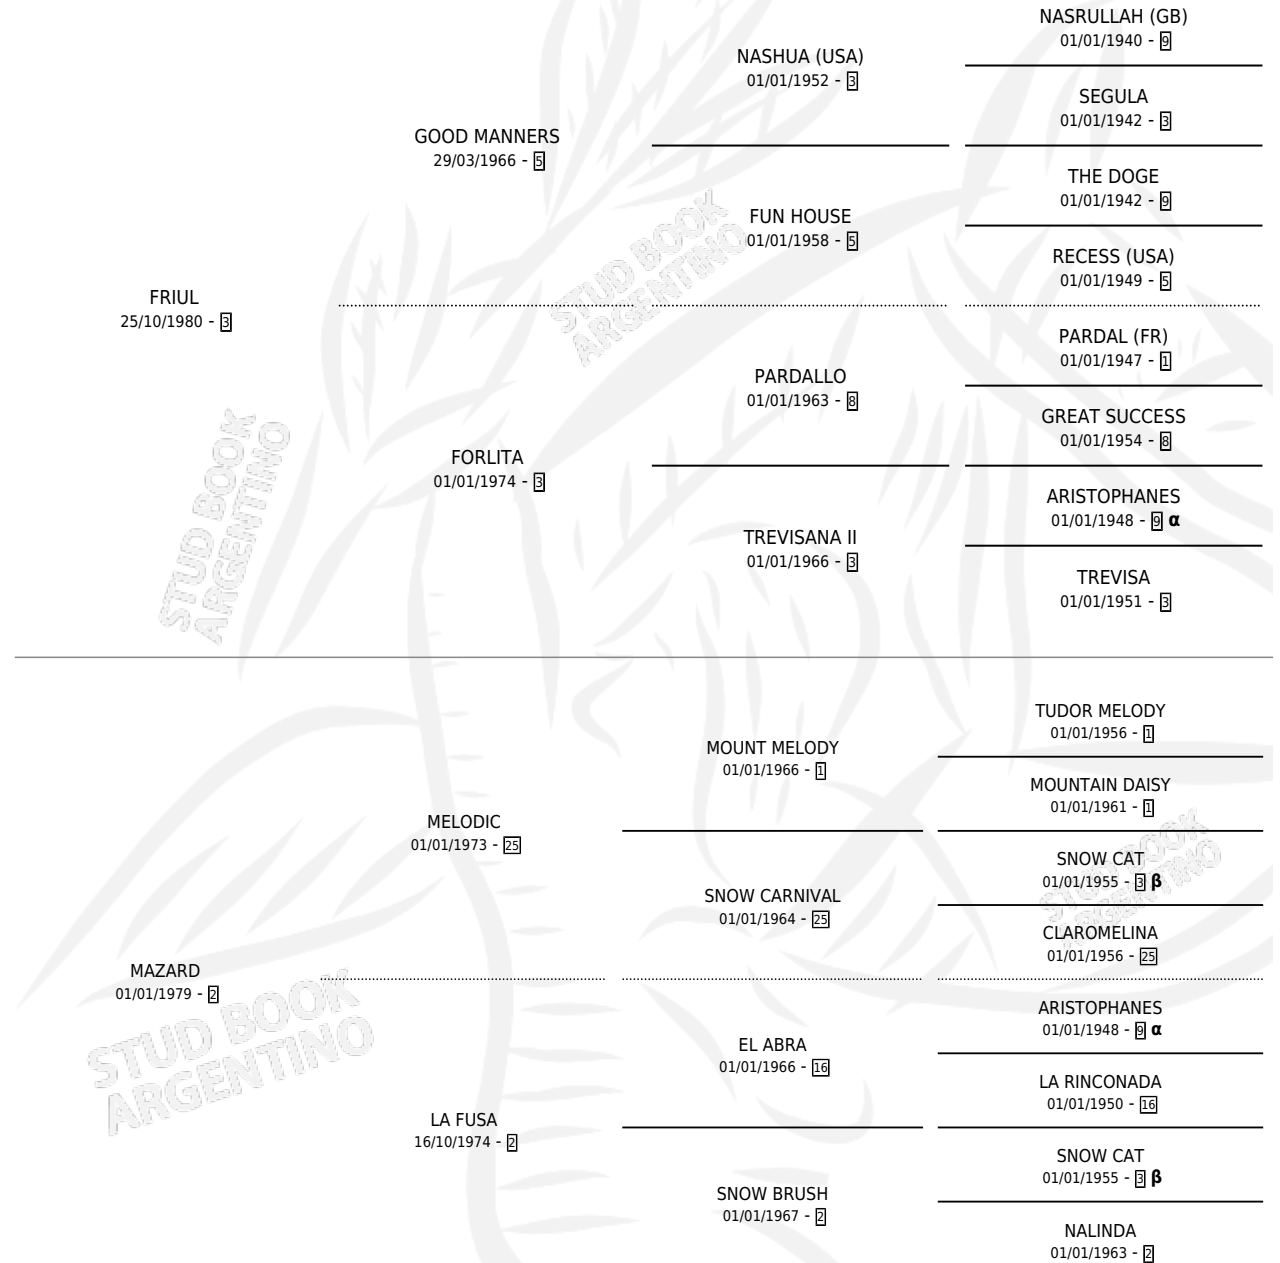 NASRULLAH (GB)
01/01/1940 - 9
NASHUA (USA)
01/01/1952 - 3
SEGULA
01/01/1942 - 3
GOOD MANNERS
29/03/1966 - 5
THE DOGE
01/01/1942 - 9
FUN HOUSE
01/01/1958 - 5
RECESS (USA)
01/01/1949 - 5
FRIUL
25/10/1980 - 3
PARDAL (FR)
01/01/1947 - 1
PARDALLO
01/01/1963 - 8
GREAT SUCCESS
01/01/1954 - 8
FORLITA
01/01/1974 - 3
ARISTOPHANES
01/01/1948 - 9 α
TREVISANA II
01/01/1966 - 3
TREVISA
01/01/1951 - 3
TUDOR MELODY
01/01/1956 - 1
MOUNT MELODY
01/01/1966 - 1
MOUNTAIN DAISY
01/01/1961 - 1
MELODIC
01/01/1973 - 25
SNOW CAT
01/01/1955 - 3 β
SNOW CARNIVAL
01/01/1964 - 25
CLAROMELINA
01/01/1956 - 25
MAZARD
01/01/1979 - 2
ARISTOPHANES
01/01/1948 - 9 α
EL ABRA
01/01/1966 - 16
LA RINCONADA
01/01/1950 - 16
LA FUSA
16/10/1974 - 2
SNOW CAT
01/01/1955 - 3 β
SNOW BRUSH
01/01/1967 - 2
NALINDA
01/01/1963 - 2
STUD BOOK
ARGENTINO
STUD BOOK
ARGENTINO
STUD BOOK
ARGENTINO
STUD BOOK
ARGENTINO